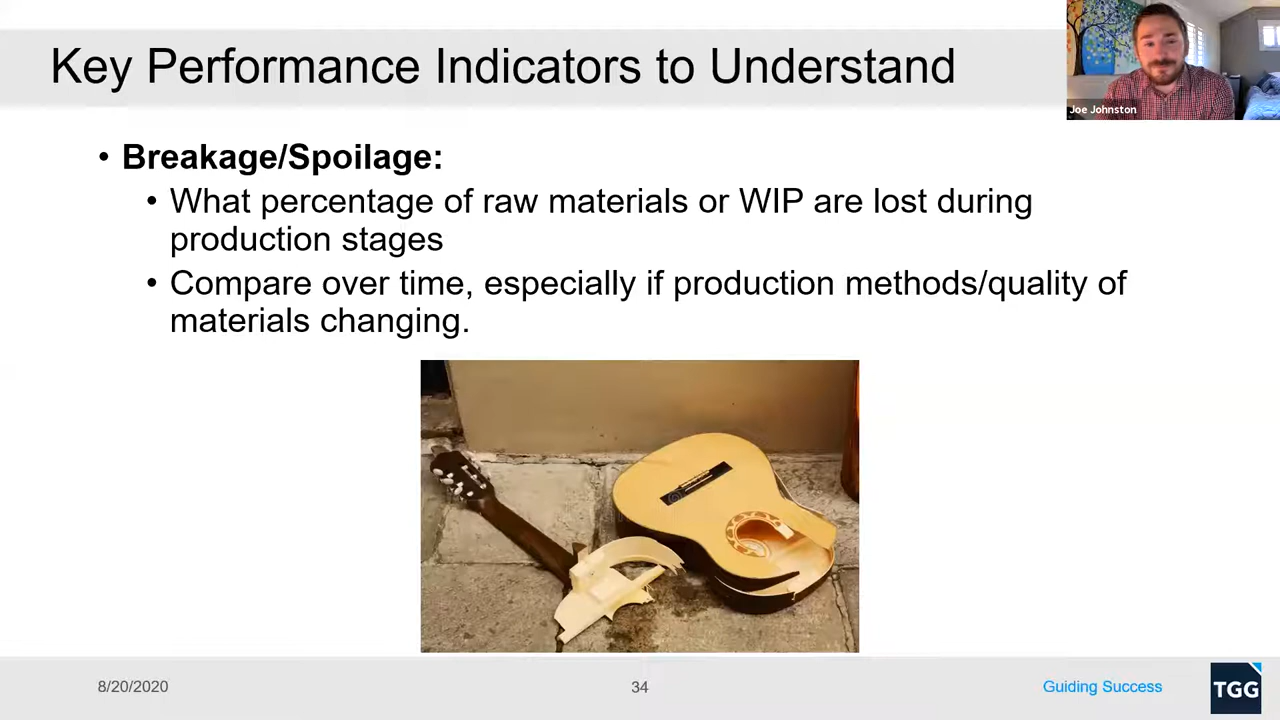 Key Performance Indicators to Understand
Joe Johnston
• Breakage/Spoilage:
• What percentage of raw materials or WIP are lost during
production stages
• Compare over time, especially if production methods/quality of
materials changing.
8/20/2020
34
Guiding Success
TGG